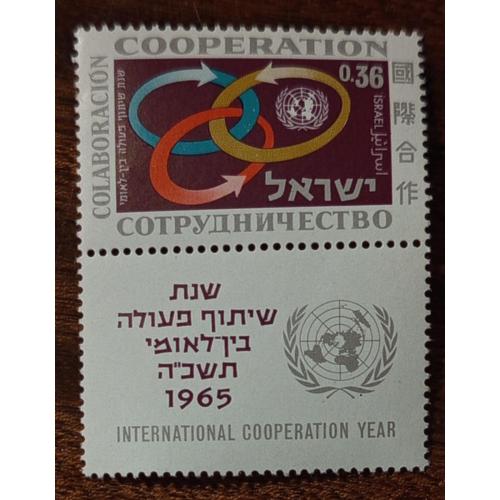 COOPERATION
COLABORACIÓN
שנת שיתוף פעולה בין-לאומי
0.36
ISRAEL اسرائيل
ישראל
國際合作
СОТРУДНИЧЕСТВО
שנת
שיתוף פעולה
בין־לאומי
תשכ"ה
1965
INTERNATIONAL COOPERATION YEAR